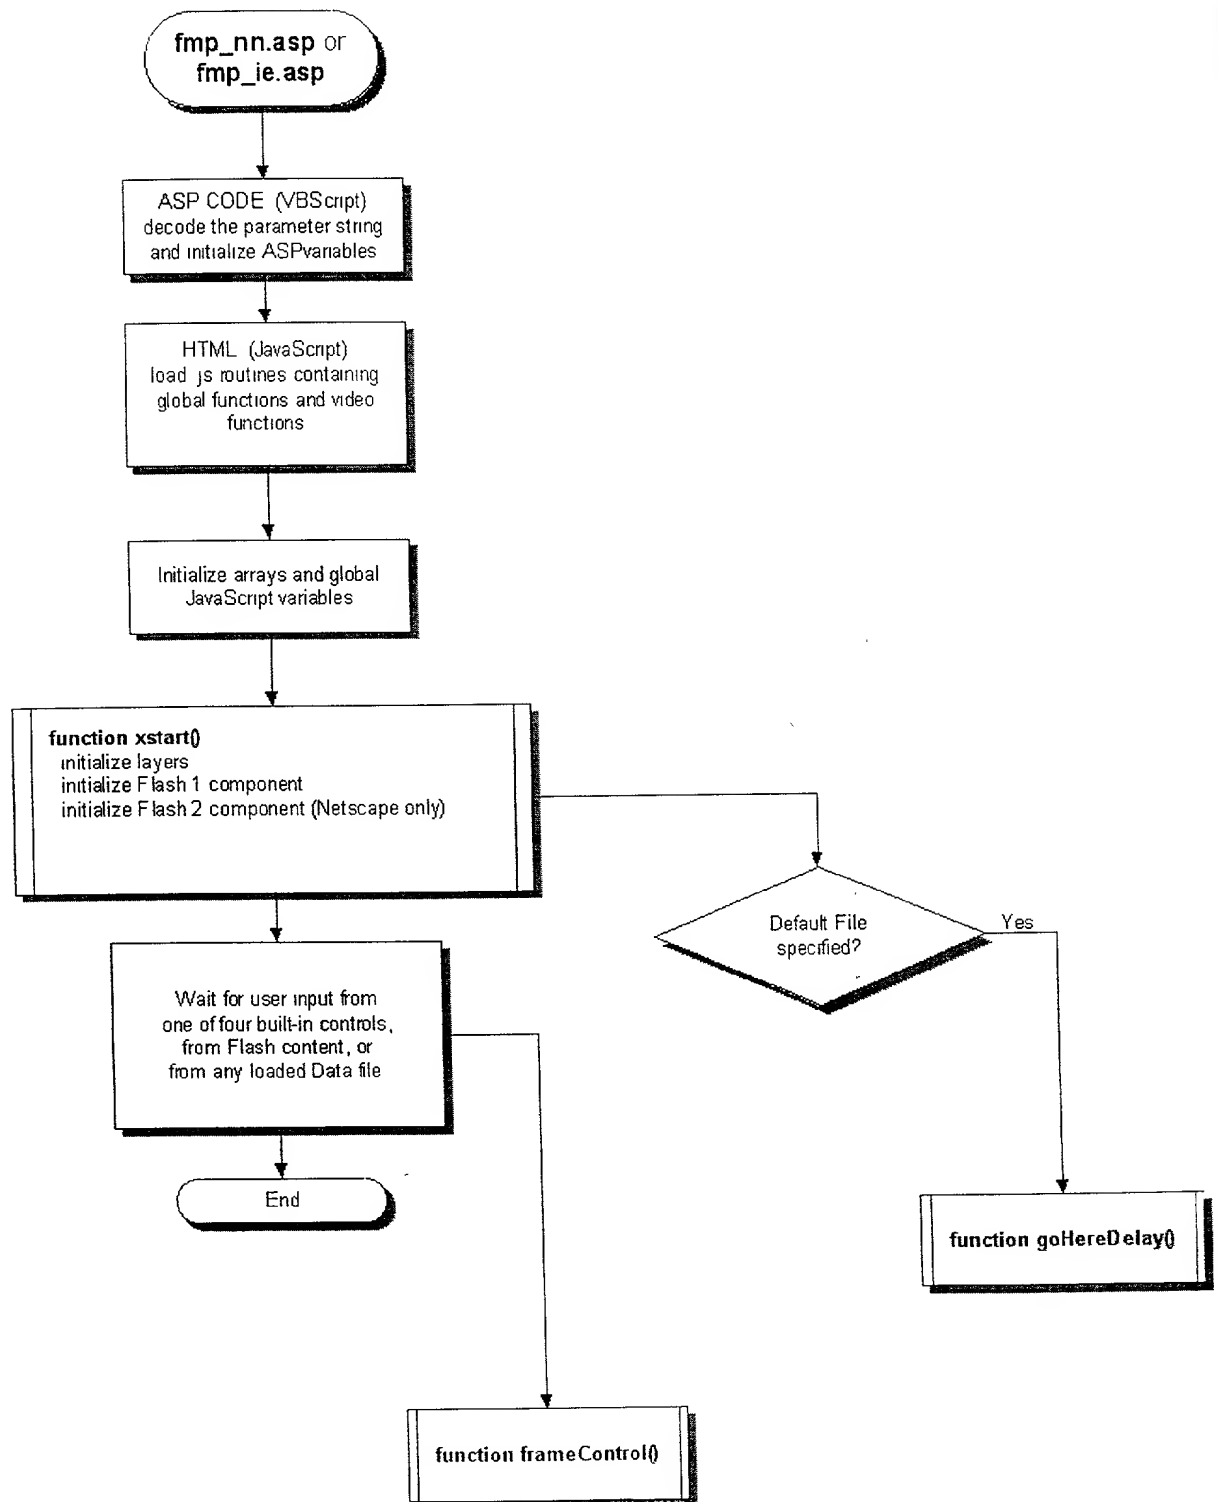 fmp_nn.asp or
fmp_ie.asp
ASP CODE (VBScript)
decode the parameter string
and initialize ASPvariables
HTML (JavaScript)
load js routines containing
global functions and video
functions
Initialize arrays and global
JavaScript variables
function xstart()
initialize layers
initialize Flash 1 component
initialize Flash 2 component (Netscape only)
Default File
specified?
Yes
Wait for user input from
one of four built-in controls,
from Flash content, or
from any loaded Data file
End
function goHereDelay()
function frameControl()